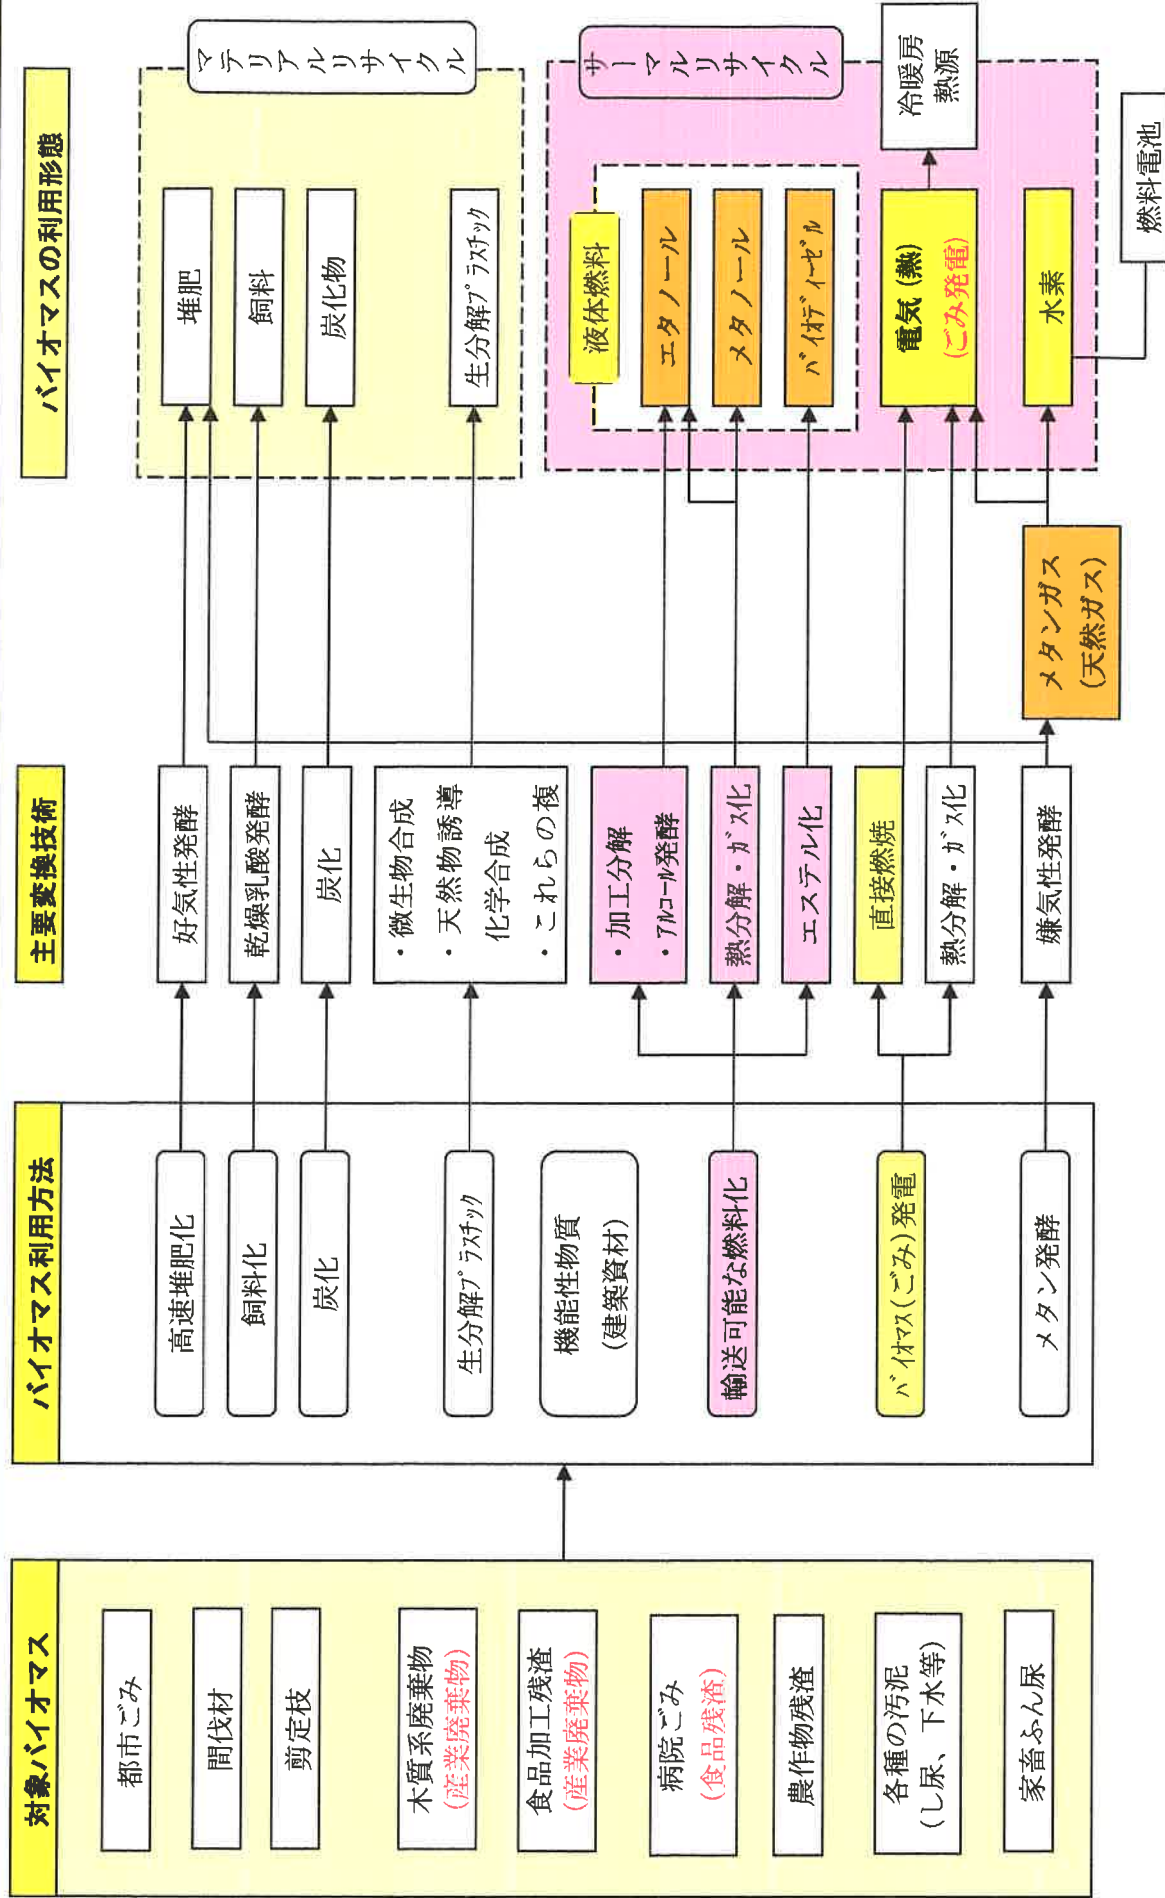 対象バイオマス
都市ごみ
間伐材
剪定枝
木質系廃棄物
(産業廃棄物)
食品加工残渣
(産業廃棄物)
病院ごみ
(食品残渣)
農作物残渣
各種の汚泥
(し尿、下水等)
家畜ふん尿
バイオマス利用方法
高速堆肥化
飼料化
炭化
生分解プラスチック
機能性物質
(建築資材)
輸送可能な燃料化
バイオマス(ごみ)発電
メタン発酵
主要変換技術
好気性発酵
乾燥乳酸発酵
炭化
・微生物合成
・天然物誘導
化学合成
・これらの複
・加工分解
・アルコール発酵
熱分解・ガス化
エステル化
直接燃焼
熱分解・ガス化
嫌気性発酵
メタンガス
(天然ガス)
バイオマスの利用形態
堆肥
飼料
炭化物
生分解プラスチック
マテリアルリサイクル
液体燃料
エタノール
メタノール
バイオディーゼル
電気(熱)
(ごみ発電)
水素
サーマルリサイクル
冷暖房
熱源
燃料電池